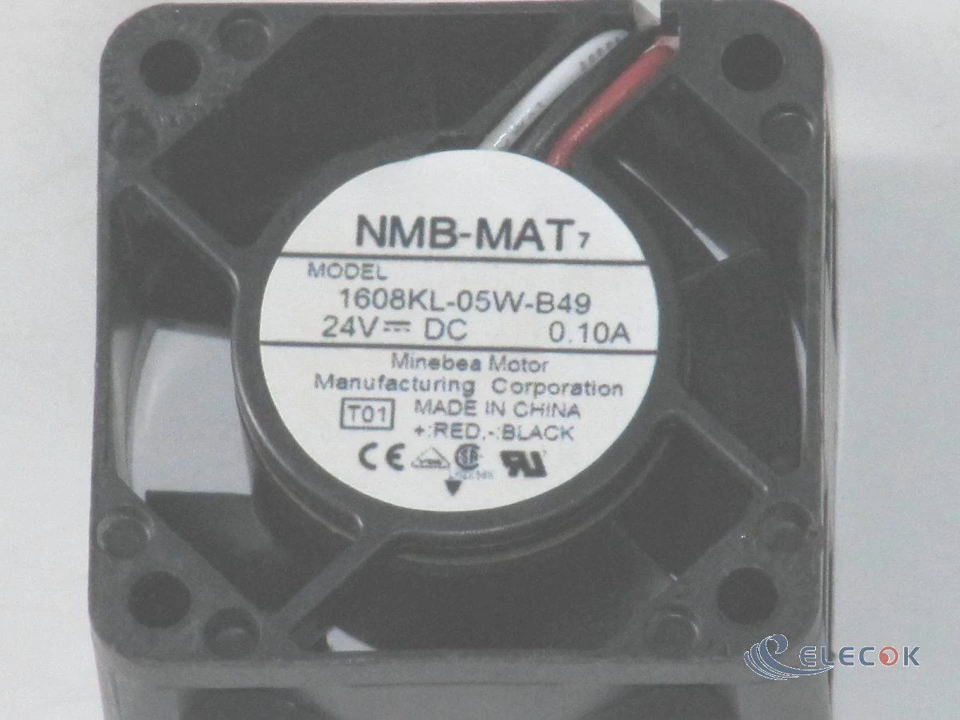 NMB-MAT7
MODEL
1608KL-05W-B49
24V⎓ DC 0.10A
Minebea Motor
Manufacturing Corporation
T01 MADE IN CHINA
+:RED,-:BLACK
CE
ELECOK